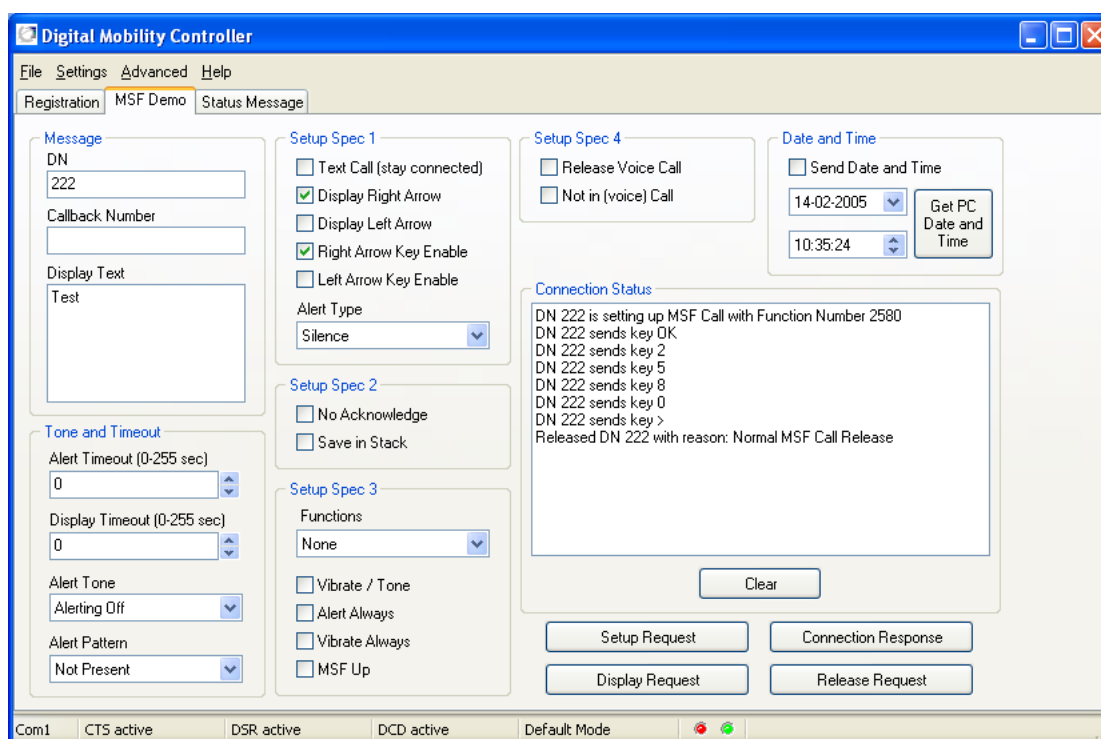 Digital Mobility Controller
File Settings Advanced Help
Registration MSF Demo Status Message
Message
DN
222
Callback Number
Display Text
Test
Tone and Timeout
Alert Timeout (0-255 sec)
0
Display Timeout (0-255 sec)
0
Alert Tone
Alerting Off
Alert Pattern
Not Present
Setup Spec 1
Text Call (stay connected)
Display Right Arrow
Display Left Arrow
Right Arrow Key Enable
Left Arrow Key Enable
Alert Type
Silence
Setup Spec 2
No Acknowledge
Save in Stack
Setup Spec 3
Functions
None
Vibrate / Tone
Alert Always
Vibrate Always
MSF Up
Setup Spec 4
Release Voice Call
Not in (voice) Call
Date and Time
Send Date and Time
14-02-2005
10:35:24
Get PC
Date and
Time
Connection Status
DN 222 is setting up MSF Call with Function Number 2580
DN 222 sends key OK
DN 222 sends key 2
DN 222 sends key 5
DN 222 sends key 8
DN 222 sends key 0
DN 222 sends key >
Released DN 222 with reason: Normal MSF Call Release
Clear
Setup Request
Connection Response
Display Request
Release Request
Com1 CTS active DSR active DCD active Default Mode